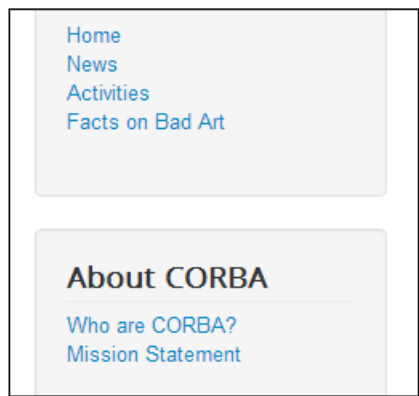 Home
News
Activities
Facts on Bad Art
About CORBA
Who are CORBA?
Mission Statement